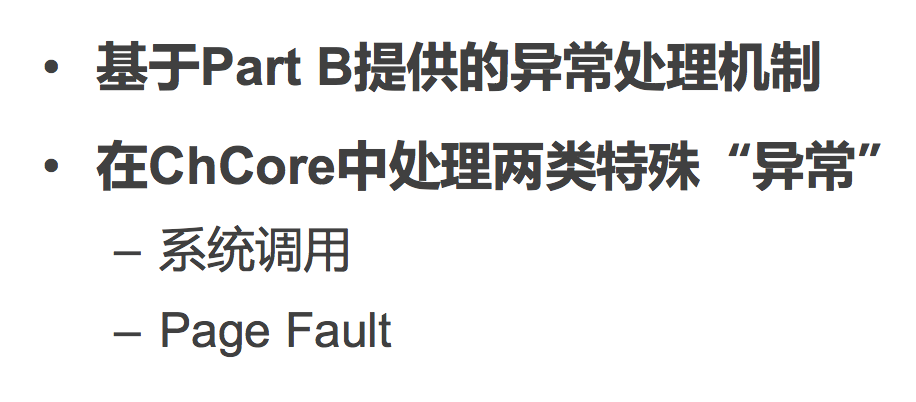 • 基于Part B提供的异常处理机制
• 在ChCore中处理两类特殊“异常”
– 系统调用
– Page Fault